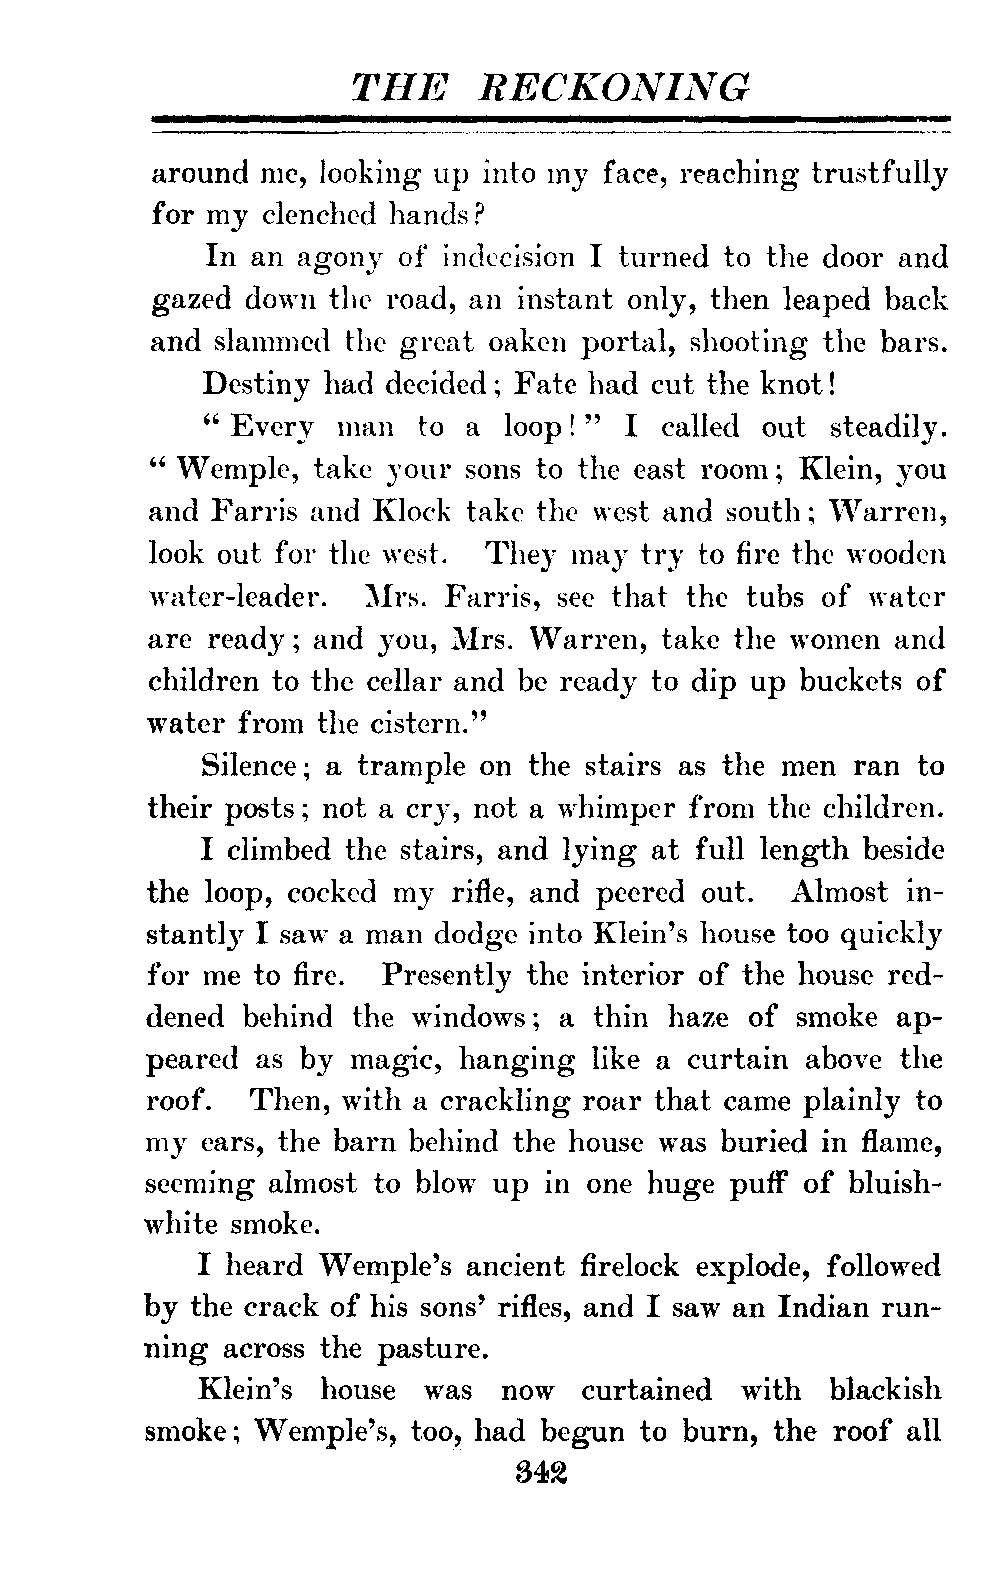 THE RECKONING
around me, looking up into my face, reaching trustfully
for my clenched hands?
In an agony of indecision I turned to the door and
gazed down the road, an instant only, then leaped back
and slammed the great oaken portal, shooting the bars.
Destiny had decided; Fate had cut the knot!
“Every man to a loop!” I called out steadily.
“Wemple, take your sons to the east room; Klein, you
and Farris and Klock take the west and south; Warren,
look out for the west. They may try to fire the wooden
water-leader. Mrs. Farris, see that the tubs of water
are ready; and you, Mrs. Warren, take the women and
children to the cellar and be ready to dip up buckets of
water from the cistern.”
Silence; a trample on the stairs as the men ran to
their posts; not a cry, not a whimper from the children.
I climbed the stairs, and lying at full length beside
the loop, cocked my rifle, and peered out. Almost in-
stantly I saw a man dodge into Klein’s house too quickly
for me to fire. Presently the interior of the house red-
dened behind the windows; a thin haze of smoke ap-
peared as by magic, hanging like a curtain above the
roof. Then, with a crackling roar that came plainly to
my ears, the barn behind the house was buried in flame,
seeming almost to blow up in one huge puff of bluish-
white smoke.
I heard Wemple’s ancient firelock explode, followed
by the crack of his sons’ rifles, and I saw an Indian run-
ning across the pasture.
Klein’s house was now curtained with blackish
smoke; Wemple’s, too, had begun to burn, the roof all
342